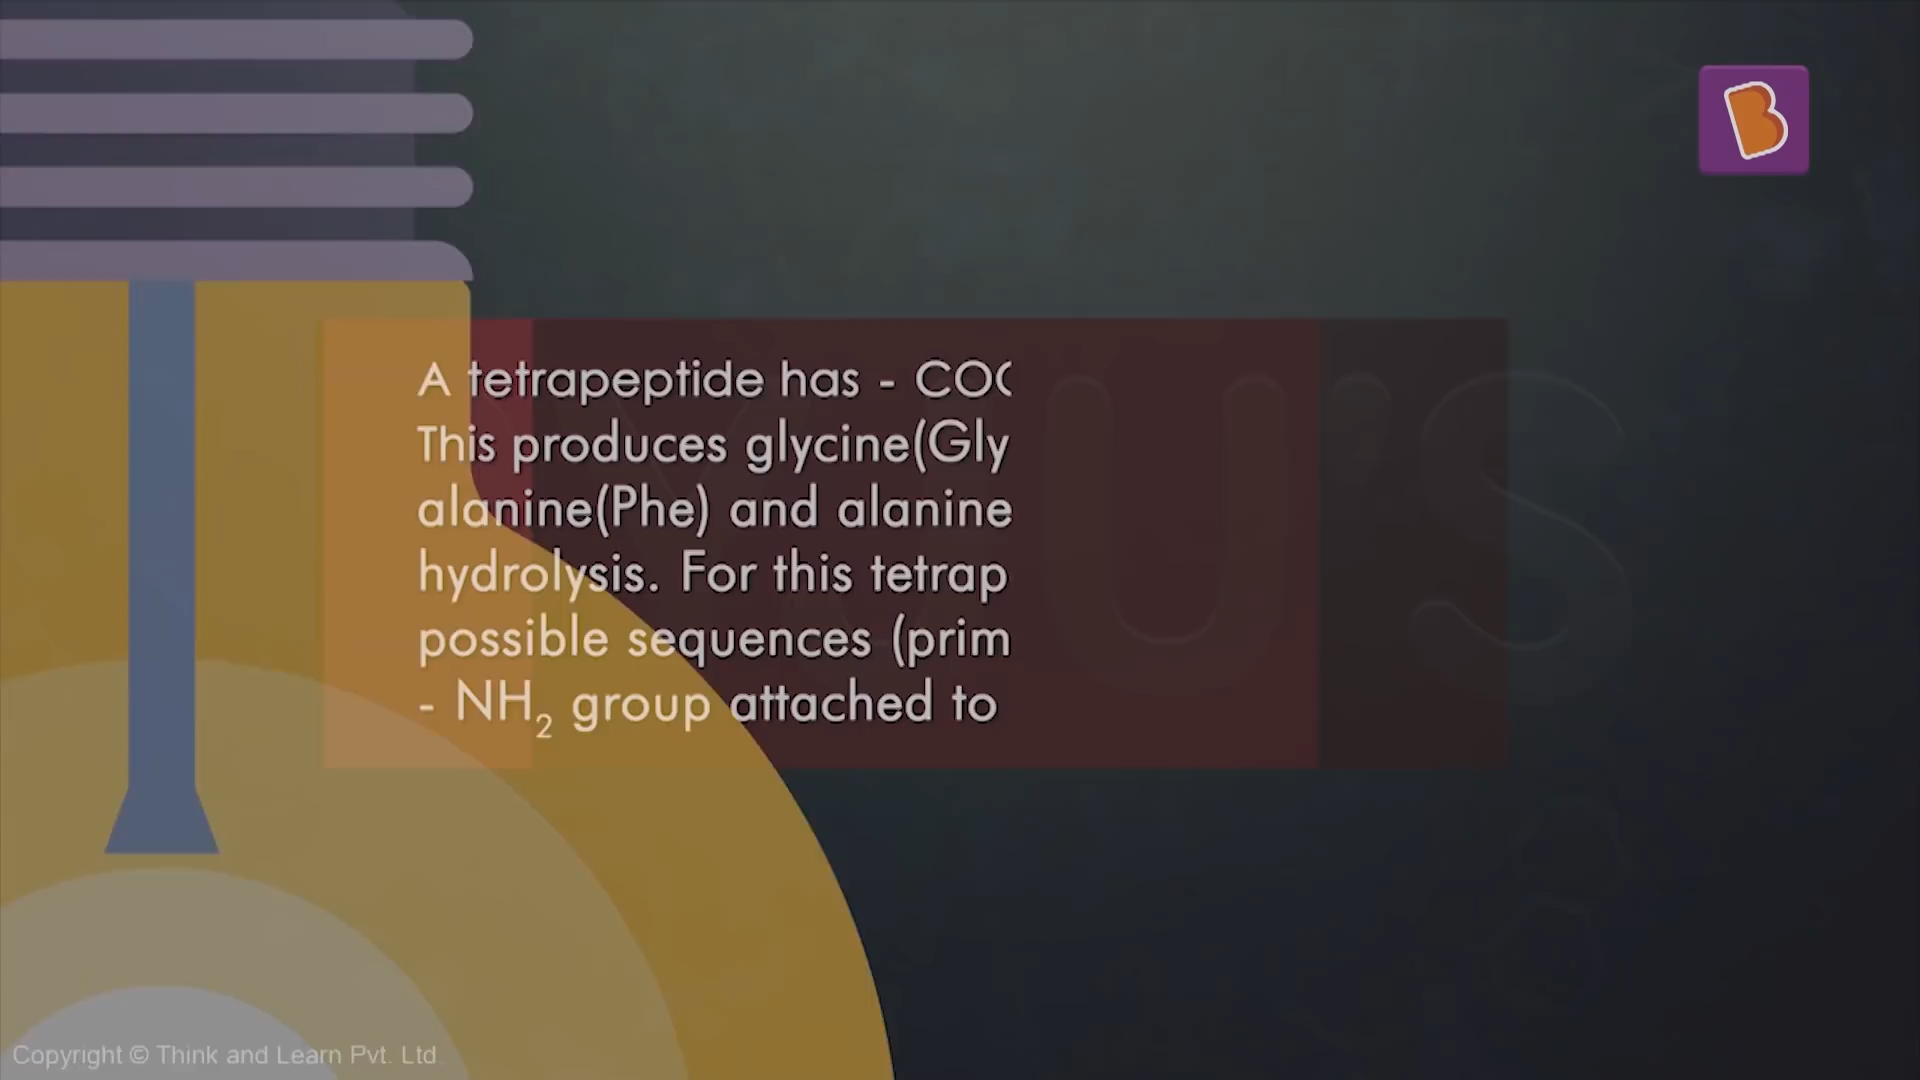 A tetrapeptide has - CO
This produces glycine(Gly
alanine(Phe) and alanine
hydrolysis. For this tetrap
possible sequences (prim
- NH₂ group attached to
Copyright © Think and Learn Pvt. Ltd.